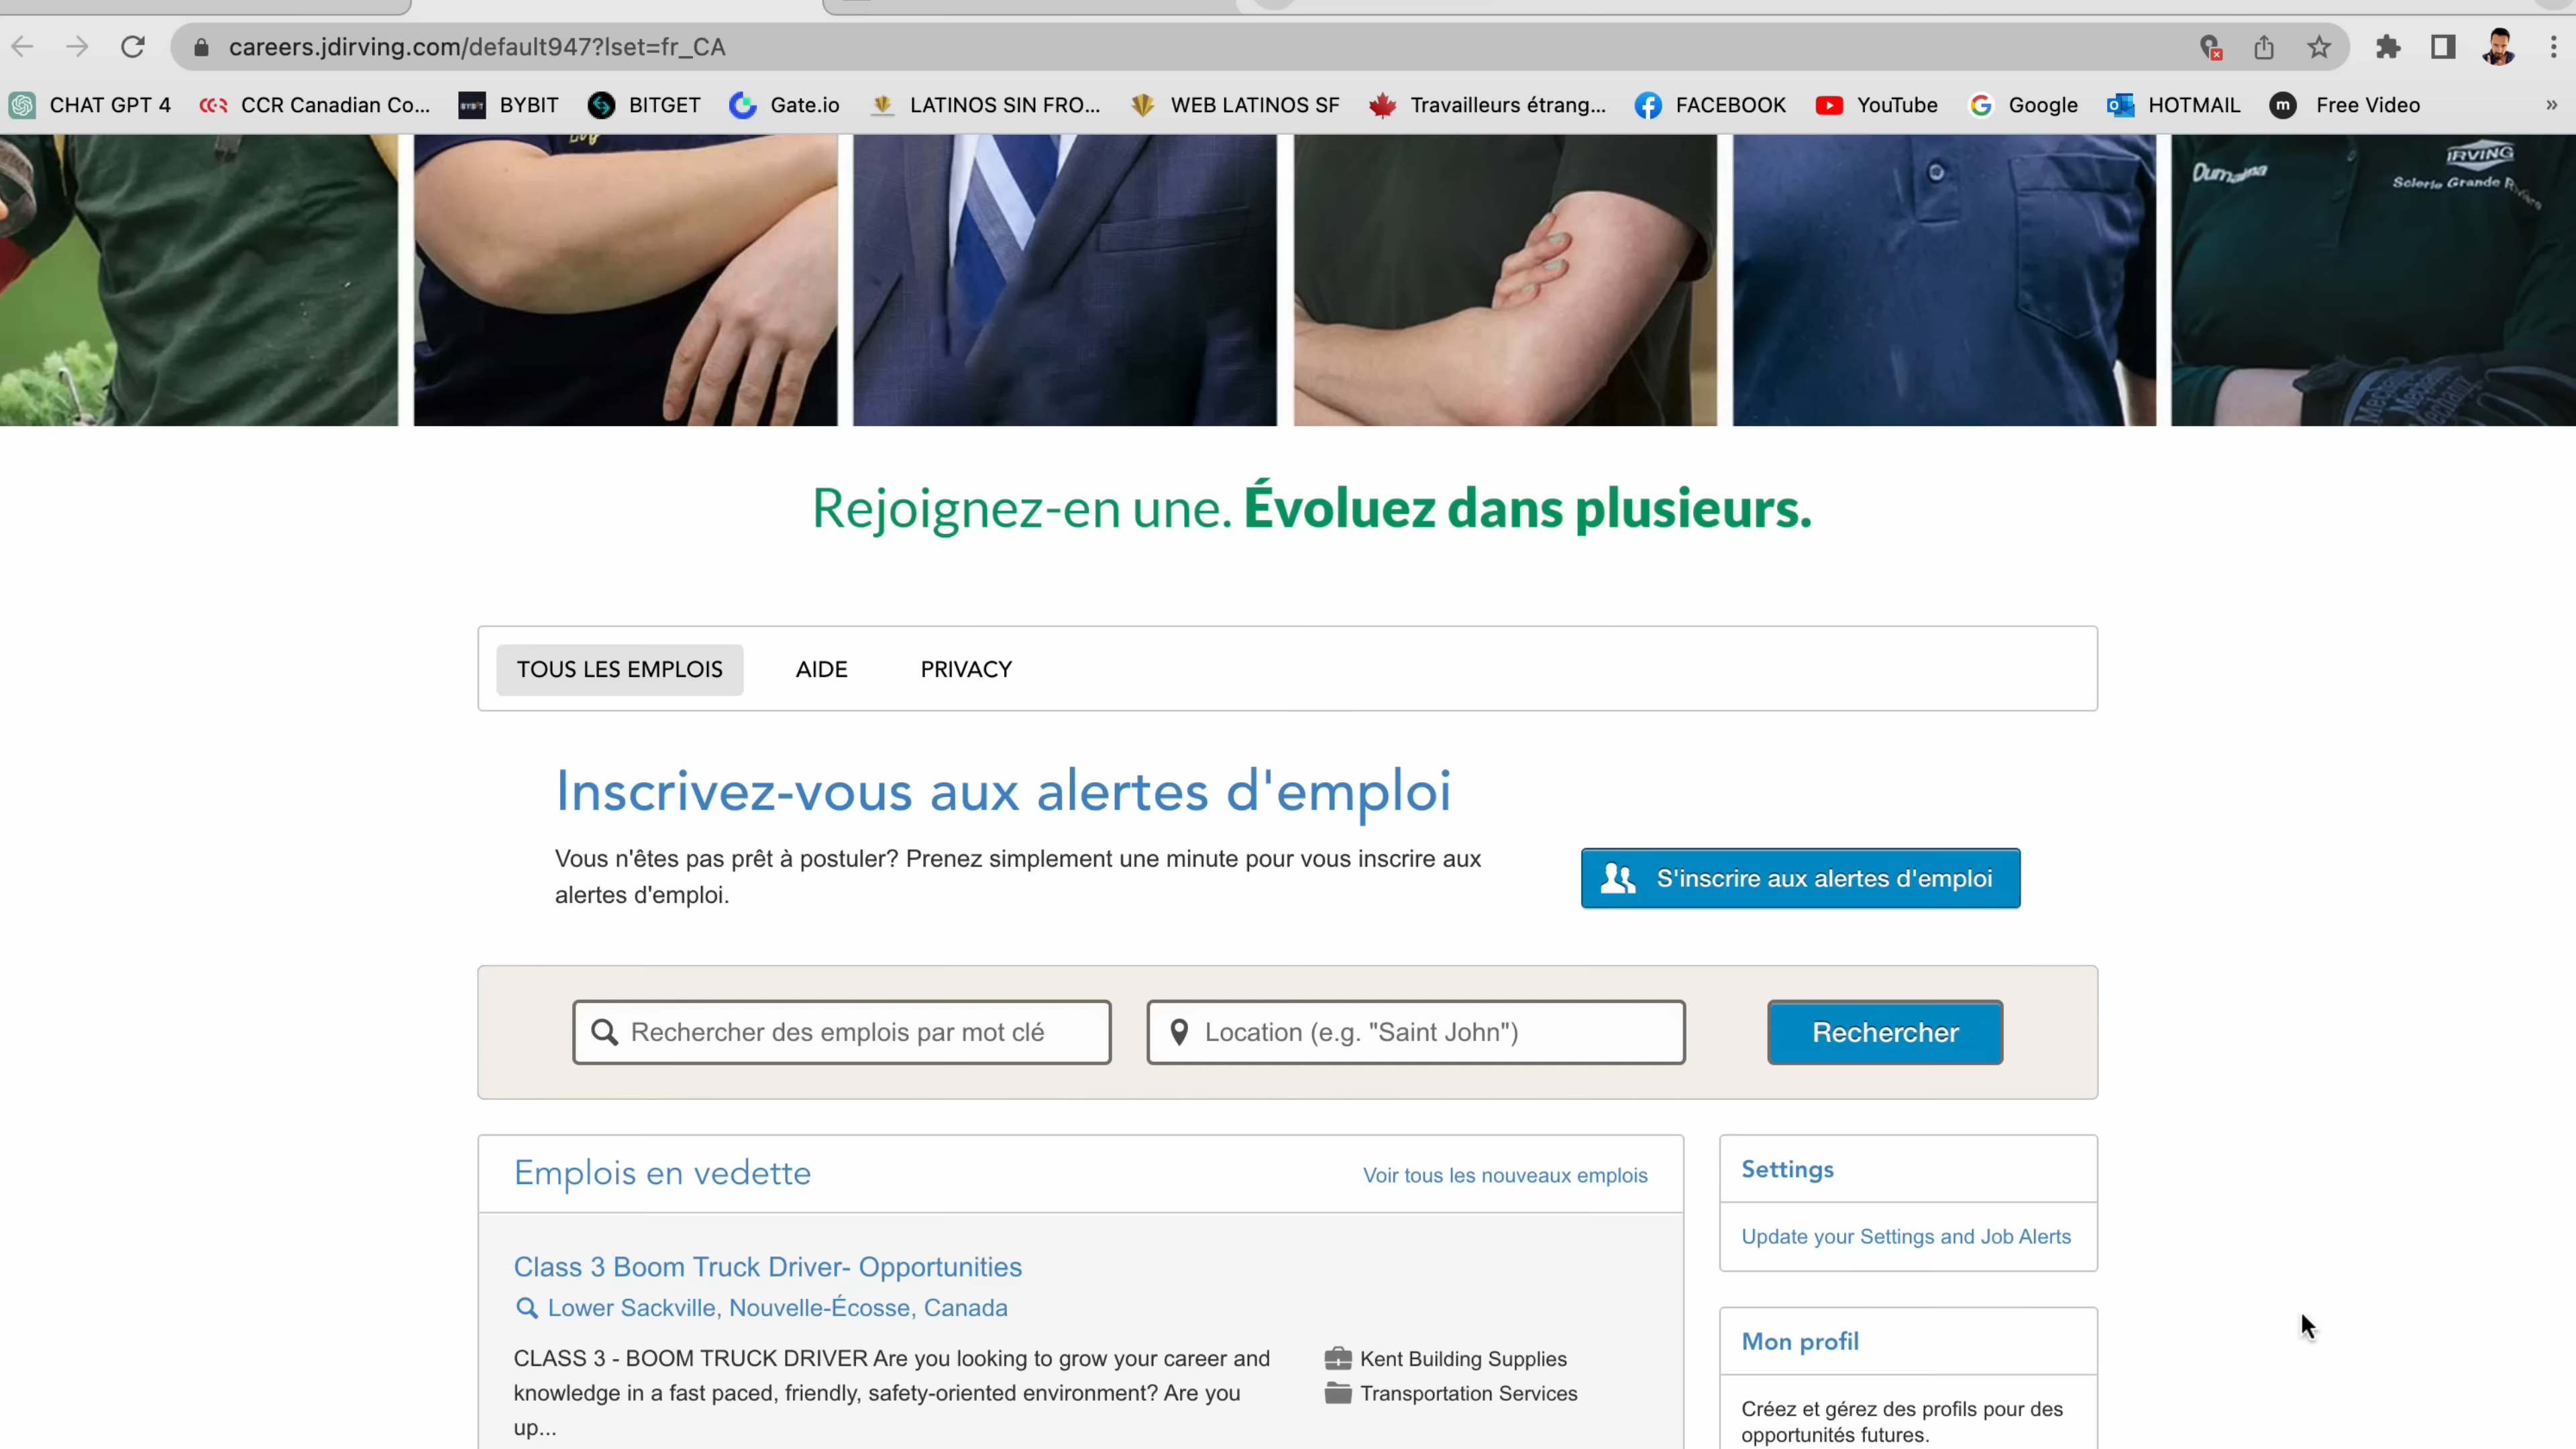 careers.jdirving.com/default947?lset=fr_CA
CHAT GPT 4 CCR Canadian Co... BYBIT BITGET Gate.io LATINOS SIN FRO... WEB LATINOS SF Travailleurs étrang... FACEBOOK YouTube Google HOTMAIL Free Video »
IRVING
Scierie Grande
Rejoignez-en une. Évoluez dans plusieurs.
TOUS LES EMPLOIS AIDE PRIVACY
Inscrivez-vous aux alertes d'emploi
Vous n'êtes pas prêt à postuler? Prenez simplement une minute pour vous inscrire aux
alertes d'emploi.
S'inscrire aux alertes d'emploi
Rechercher des emplois par mot clé
Location (e.g. "Saint John")
Rechercher
Emplois en vedette
Voir tous les nouveaux emplois
Class 3 Boom Truck Driver- Opportunities
Lower Sackville, Nouvelle-Écosse, Canada
CLASS 3 - BOOM TRUCK DRIVER Are you looking to grow your career and
knowledge in a fast paced, friendly, safety-oriented environment? Are you
up...
Kent Building Supplies
Transportation Services
Settings
Update your Settings and Job Alerts
Mon profil
Créez et gérez des profils pour des
opportunités futures.